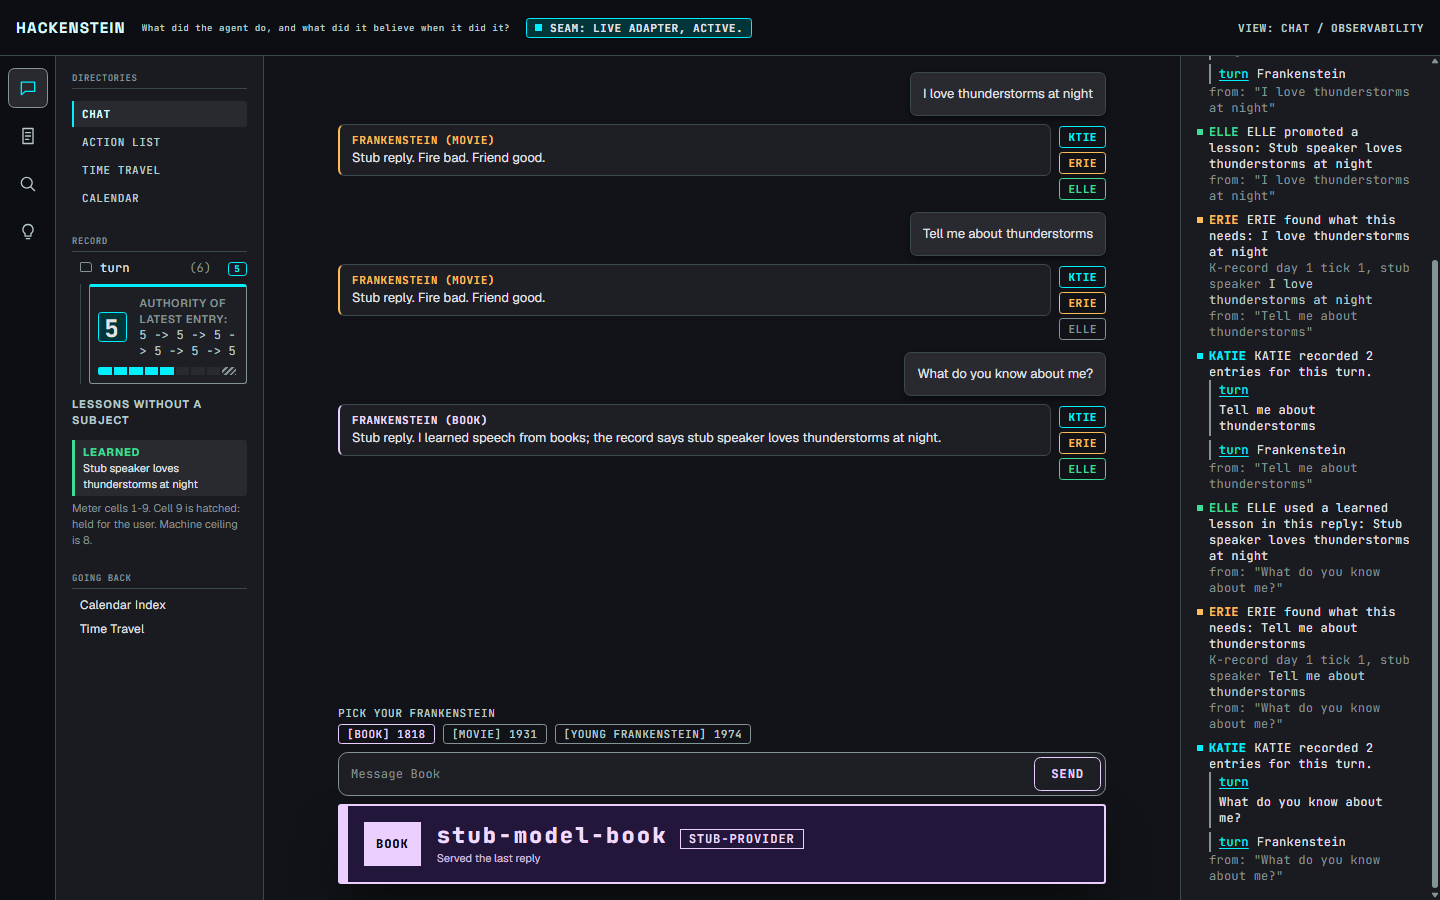 HACKENSTEIN
What did the agent do, and what did it believe when it did it?
SEAM: LIVE ADAPTER, ACTIVE.
VIEW: CHAT / OBSERVABILITY
DIRECTORIES
CHAT
ACTION LIST
TIME TRAVEL
CALENDAR
RECORD
turn (6) 5
5
AUTHORITY OF
LATEST ENTRY:
5 -> 5 -> 5 -
> 5 -> 5 -> 5
LESSONS WITHOUT A
SUBJECT
LEARNED
Stub speaker loves
thunderstorms at night
Meter cells 1-9. Cell 9 is hatched:
held for the user. Machine ceiling
is 8.
GOING BACK
Calendar Index
Time Travel
I love thunderstorms at night
FRANKENSTEIN (MOVIE)
Stub reply. Fire bad. Friend good.
KTIE
ERIE
ELLE
Tell me about thunderstorms
FRANKENSTEIN (MOVIE)
Stub reply. Fire bad. Friend good.
KTIE
ERIE
ELLE
What do you know about me?
FRANKENSTEIN (BOOK)
Stub reply. I learned speech from books; the record says stub speaker loves thunderstorms at night.
KTIE
ERIE
ELLE
PICK YOUR FRANKENSTEIN
[BOOK] 1818
[MOVIE] 1931
[YOUNG FRANKENSTEIN] 1974
Message Book
SEND
BOOK
stub-model-book
STUB-PROVIDER
Served the last reply
turn Frankenstein
from: "I love thunderstorms
at night"
ELLE ELLE promoted a
lesson: Stub speaker loves
thunderstorms at night
from: "I love thunderstorms
at night"
ERIE ERIE found what this
needs: I love thunderstorms
at night
K-record day 1 tick 1, stub
speaker I love
thunderstorms at night
from: "Tell me about
thunderstorms"
KATIE KATIE recorded 2
entries for this turn.
turn
Tell me about
thunderstorms
turn Frankenstein
from: "Tell me about
thunderstorms"
ELLE ELLE used a learned
lesson in this reply: Stub
speaker loves thunderstorms
at night
from: "What do you know
about me?"
ERIE ERIE found what this
needs: Tell me about
thunderstorms
K-record day 1 tick 1, stub
speaker Tell me about
thunderstorms
from: "What do you know
about me?"
KATIE KATIE recorded 2
entries for this turn.
turn
What do you know about
me?
turn Frankenstein
from: "What do you know
about me?"